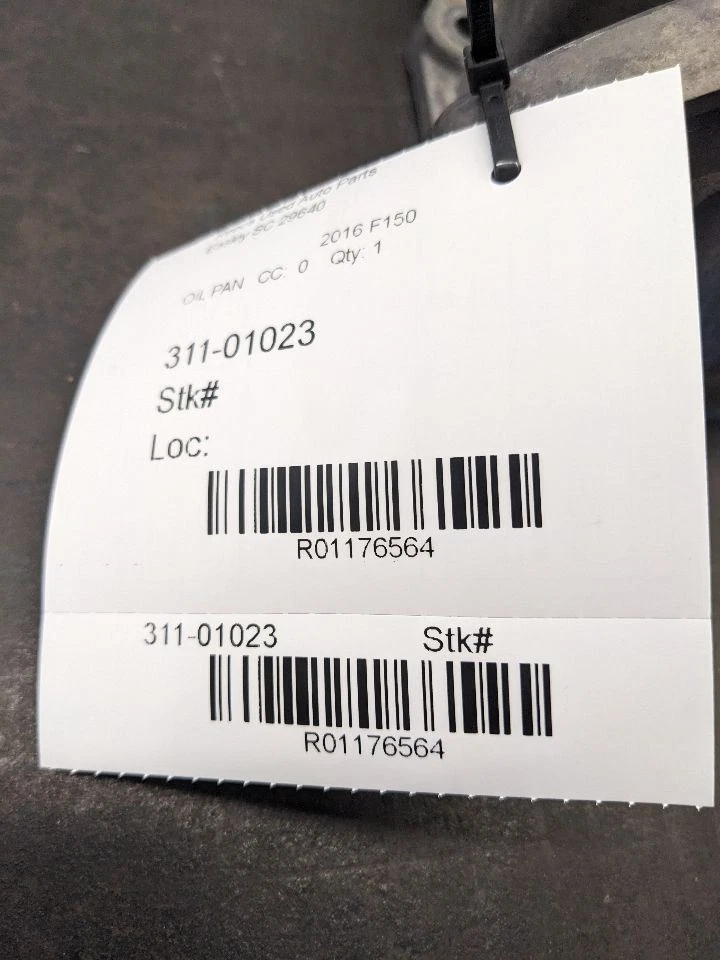 Used Auto Parts
Easley SC 29640
2016 F150
OIL PAN CC: 0 Qty: 1
311-01023
Stk#
Loc:
R01176564
311-01023 Stk#
R01176564